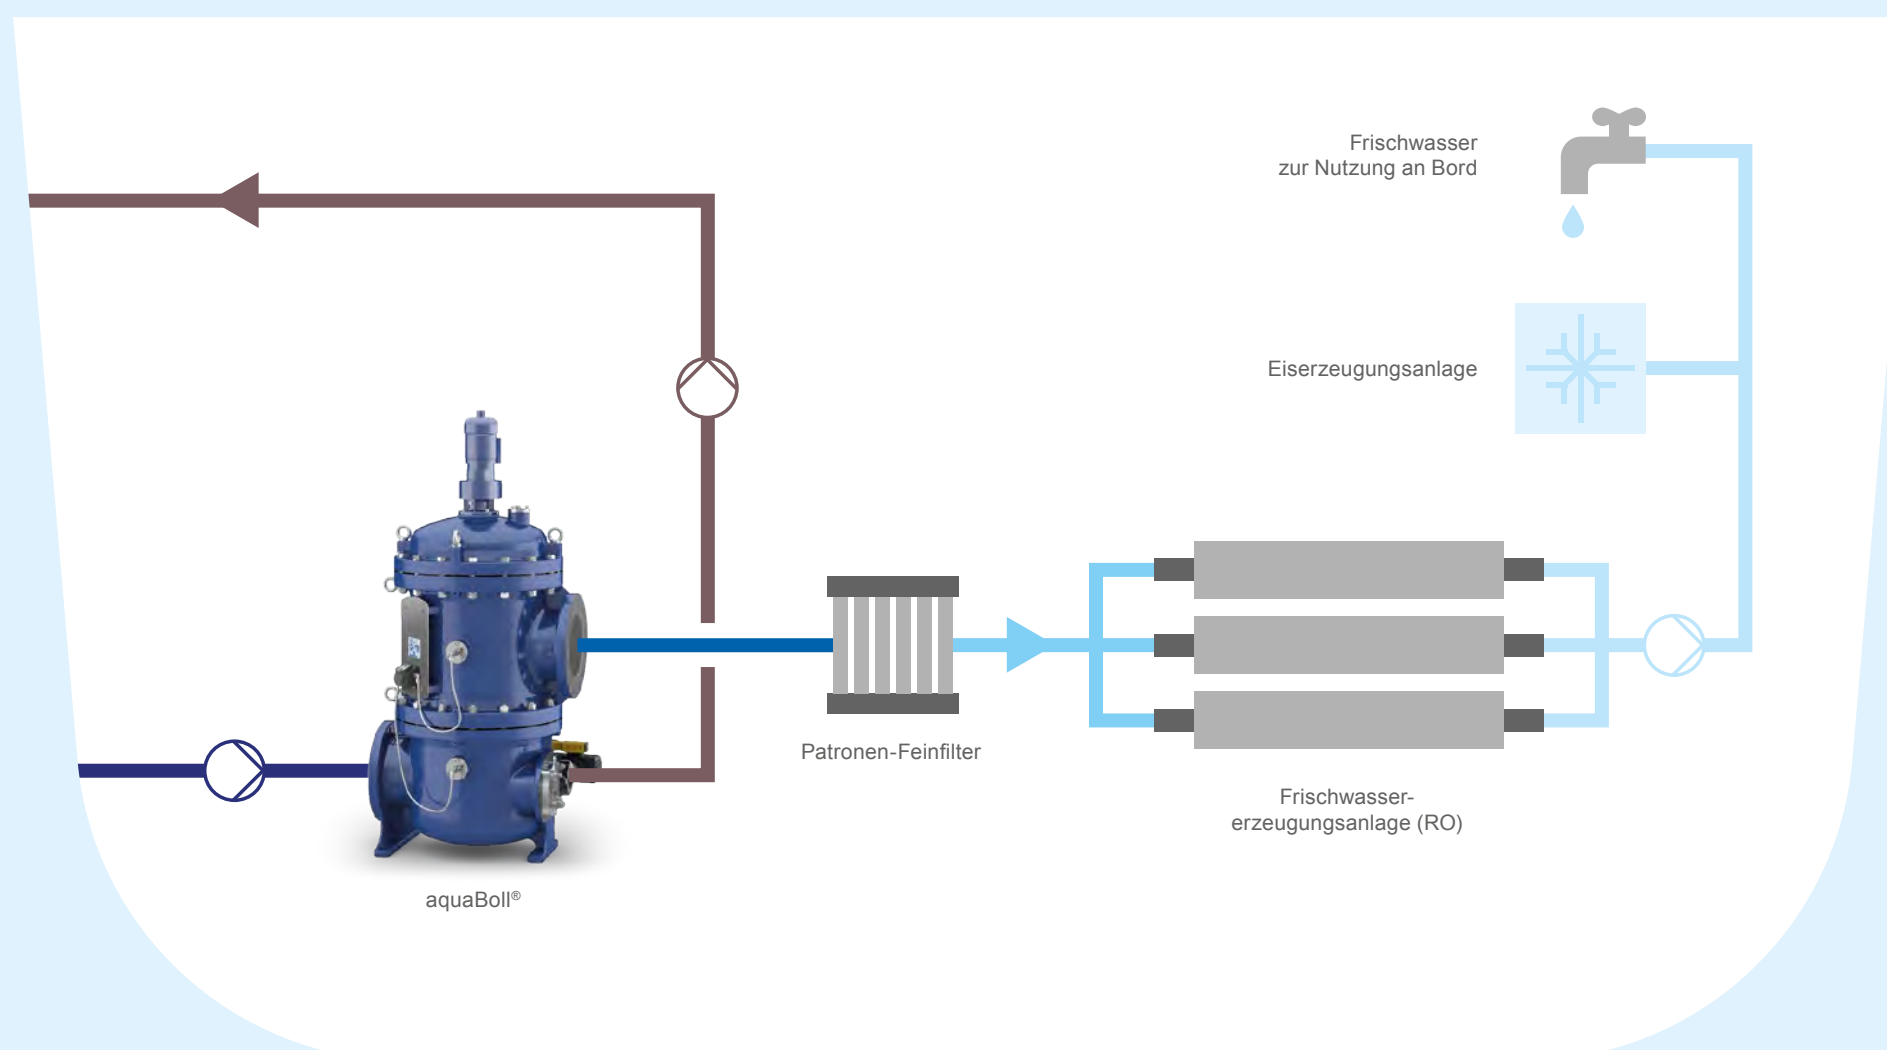 Frischwasser
zur Nutzung an Bord
Eiserzeugungsanlage
Patronen-Feinfilter
Frischwasser-
erzeugungsanlage (RO)
aquaBoll®